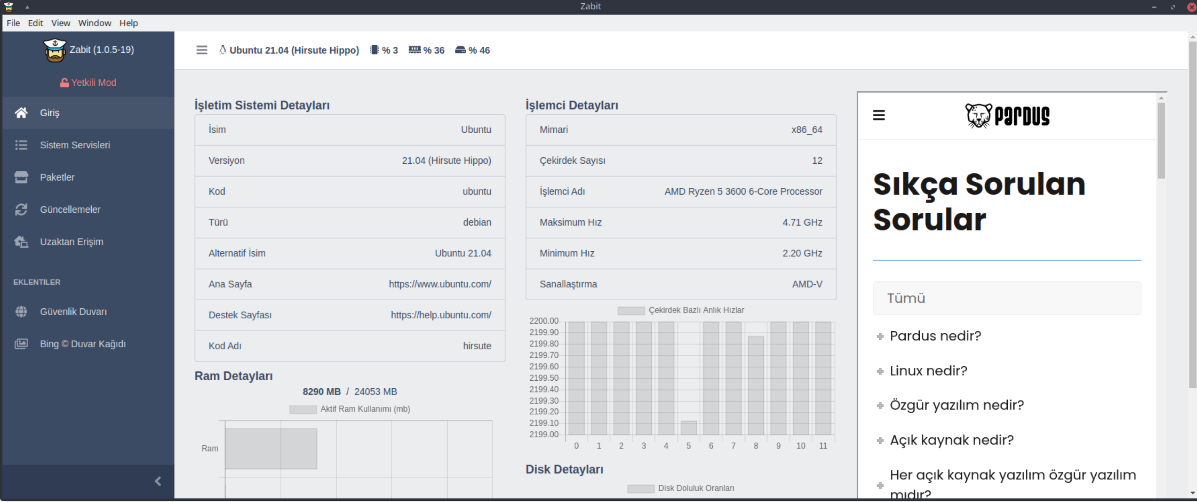 Zabit
File Edit View Window Help
Zabit (1.0.5-19)
Yetkili Mod
Giriş
Sistem Servisleri
Paketler
Güncellemeler
Uzaktan Erişim
EKLENTILER
Güvenlik Duvarı
Bing © Duvar Kağıdı
Ubuntu 21.04 (Hirsute Hippo) % 3 % 36 % 46
İşletim Sistemi Detayları
İsim Ubuntu
Versiyon 21.04 (Hirsute Hippo)
Kod ubuntu
Türü debian
Alternatif İsim Ubuntu 21.04
Ana Sayfa https://www.ubuntu.com/
Destek Sayfası https://help.ubuntu.com/
Kod Adı hirsute
Ram Detayları
8290 MB / 24053 MB
Aktif Ram Kullanımı (mb)
Ram
İşlemci Detayları
Mimari x86_64
Çekirdek Sayısı 12
İşlemci Adı AMD Ryzen 5 3600 6-Core Processor
Maksimum Hız 4.71 GHz
Minimum Hız 2.20 GHz
Sanallaştırma AMD-V
Çekirdek Bazlı Anlık Hızlar
2200.00
2199.90
2199.80
2199.70
2199.60
2199.50
2199.40
2199.30
2199.20
2199.10
2199.00
0 1 2 3 4 5 6 7 8 9 10 11
Disk Detayları
Disk Doluluk Oranları
PARDUS
Sıkça Sorulan
Sorular
Tümü
Pardus nedir?
Linux nedir?
Özgür yazılım nedir?
Açık kaynak nedir?
Her açık kaynak yazılım özgür yazılım
mıdır?